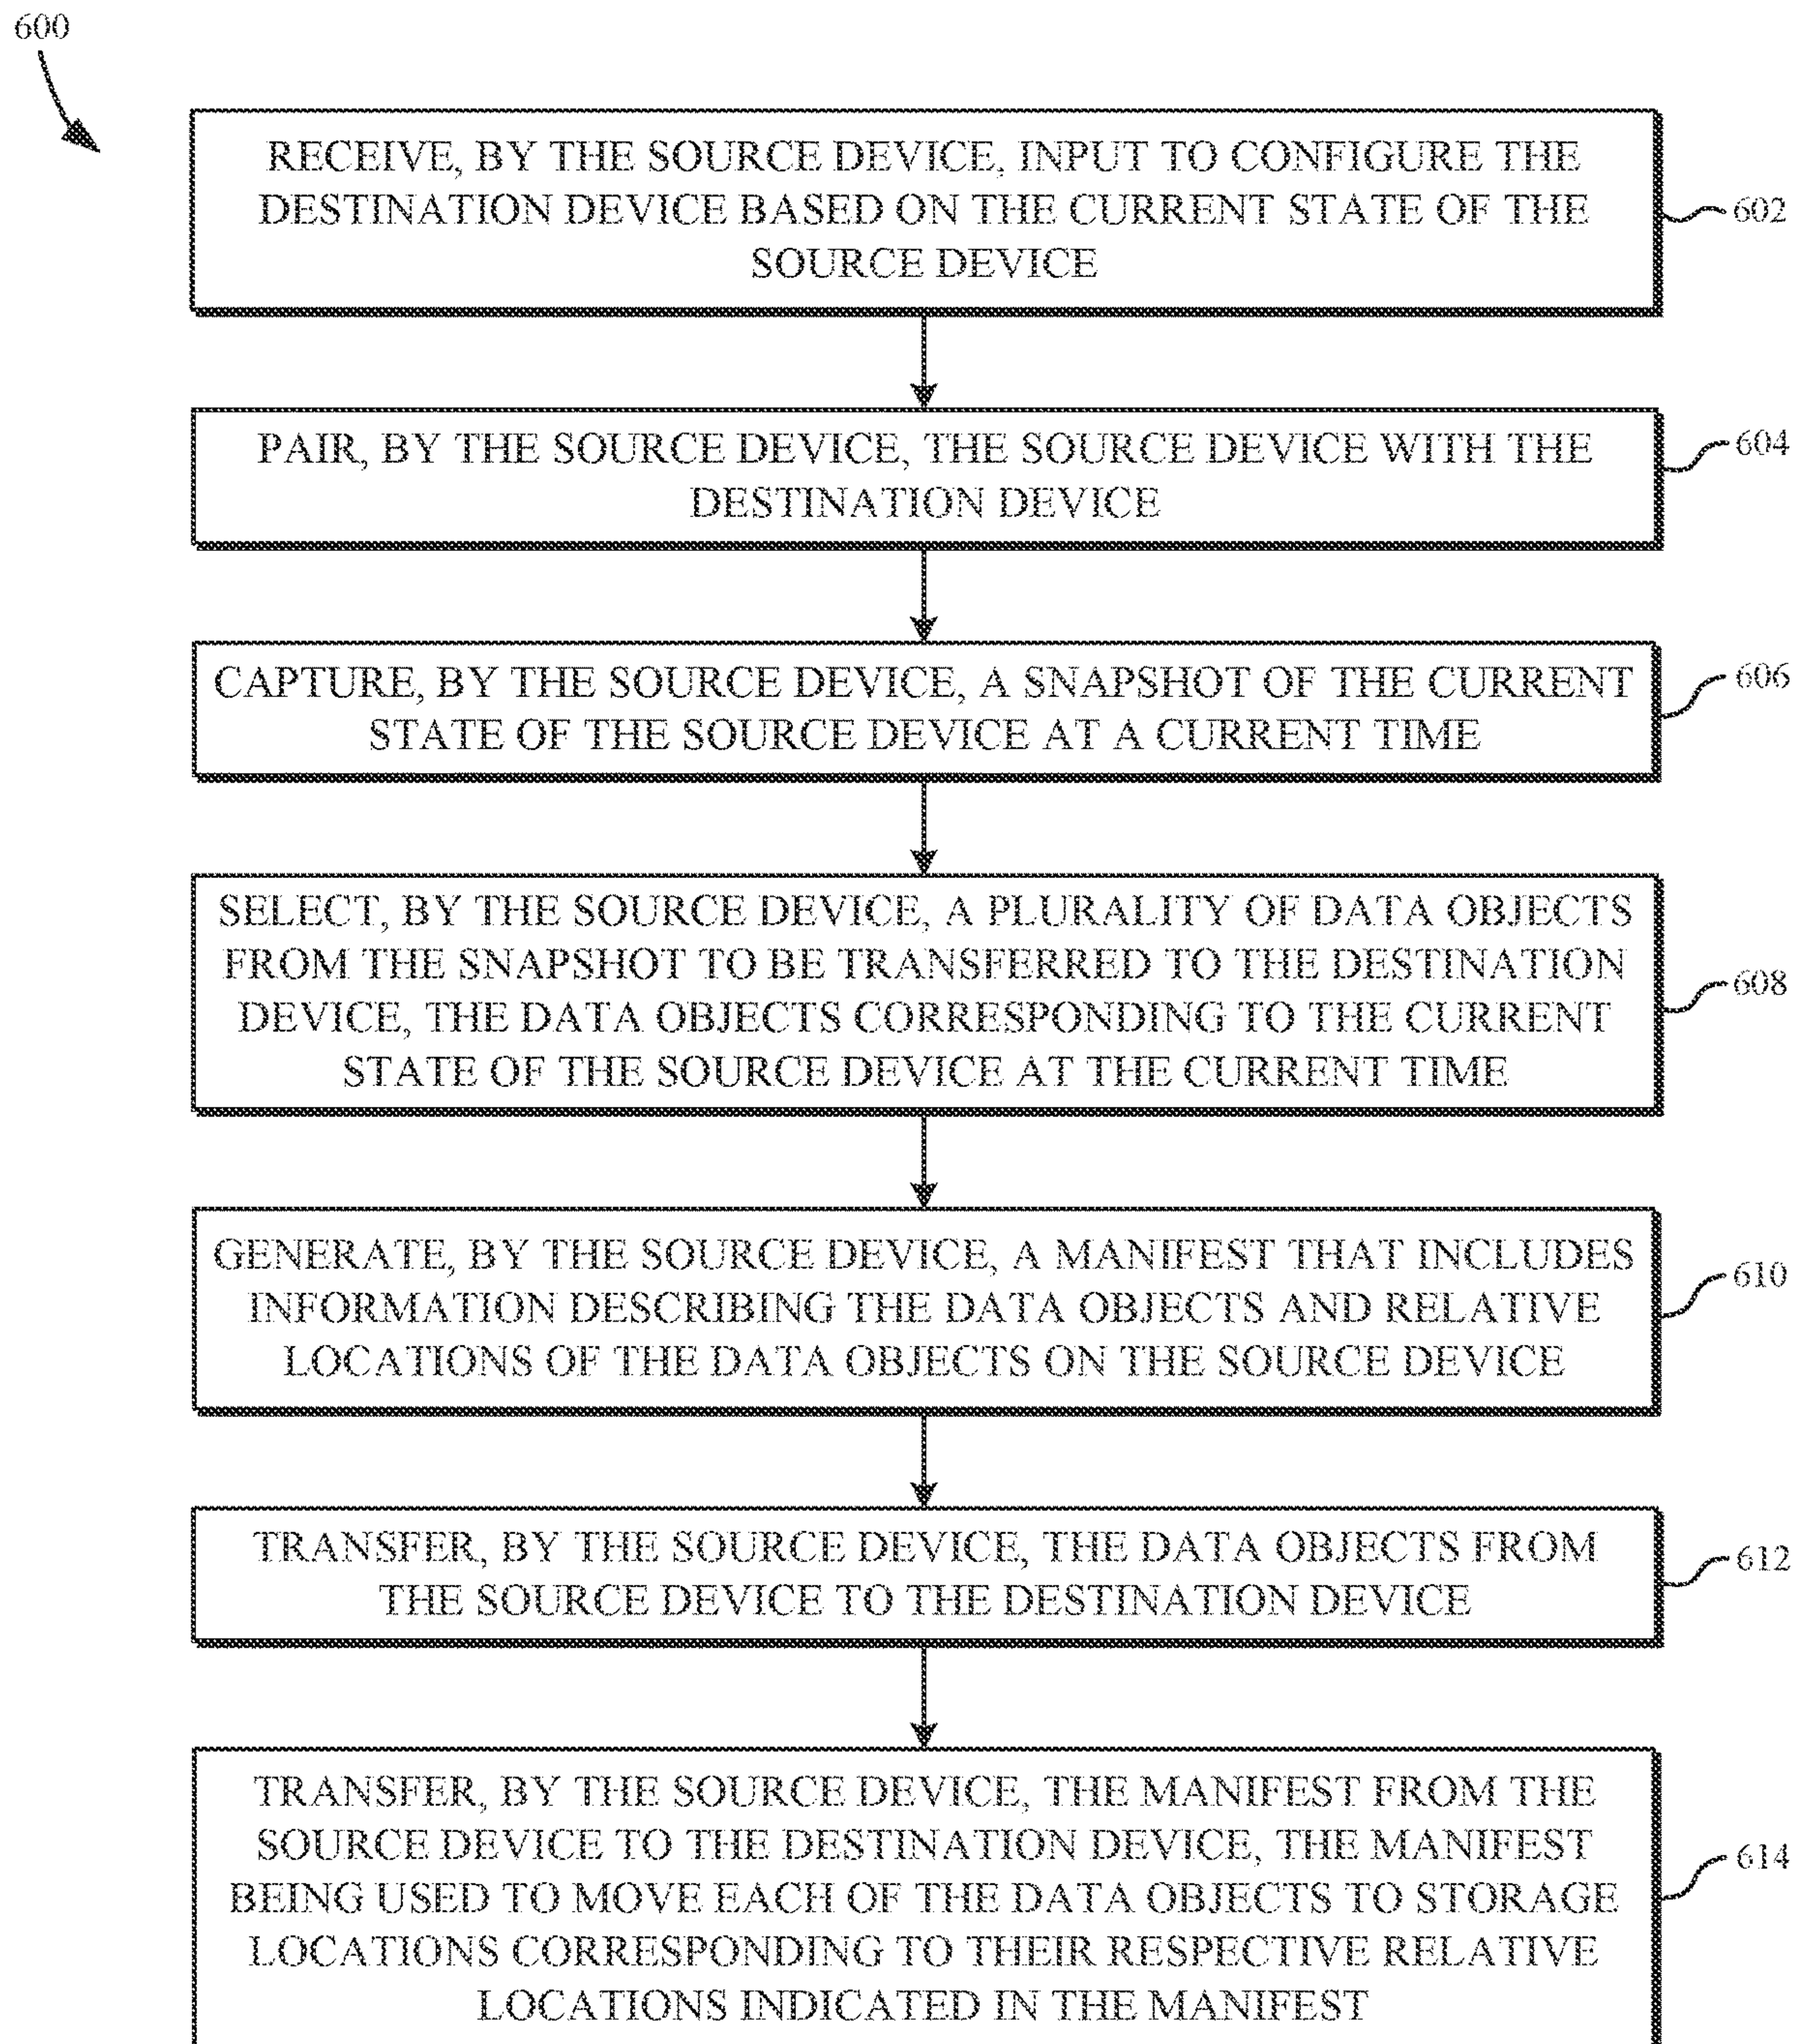 600
RECEIVE, BY THE SOURCE DEVICE, INPUT TO CONFIGURE THE
DESTINATION DEVICE BASED ON THE CURRENT STATE OF THE
SOURCE DEVICE
602
PAIR, BY THE SOURCE DEVICE, THE SOURCE DEVICE WITH THE
DESTINATION DEVICE
604
CAPTURE, BY THE SOURCE DEVICE, A SNAPSHOT OF THE CURRENT
STATE OF THE SOURCE DEVICE AT A CURRENT TIME
606
SELECT, BY THE SOURCE DEVICE, A PLURALITY OF DATA OBJECTS
FROM THE SNAPSHOT TO BE TRANSFERRED TO THE DESTINATION
DEVICE, THE DATA OBJECTS CORRESPONDING TO THE CURRENT
STATE OF THE SOURCE DEVICE AT THE CURRENT TIME
608
GENERATE, BY THE SOURCE DEVICE, A MANIFEST THAT INCLUDES
INFORMATION DESCRIBING THE DATA OBJECTS AND RELATIVE
LOCATIONS OF THE DATA OBJECTS ON THE SOURCE DEVICE
610
TRANSFER, BY THE SOURCE DEVICE, THE DATA OBJECTS FROM
THE SOURCE DEVICE TO THE DESTINATION DEVICE
612
TRANSFER, BY THE SOURCE DEVICE, THE MANIFEST FROM THE
SOURCE DEVICE TO THE DESTINATION DEVICE, THE MANIFEST
BEING USED TO MOVE EACH OF THE DATA OBJECTS TO STORAGE
LOCATIONS CORRESPONDING TO THEIR RESPECTIVE RELATIVE
LOCATIONS INDICATED IN THE MANIFEST
614